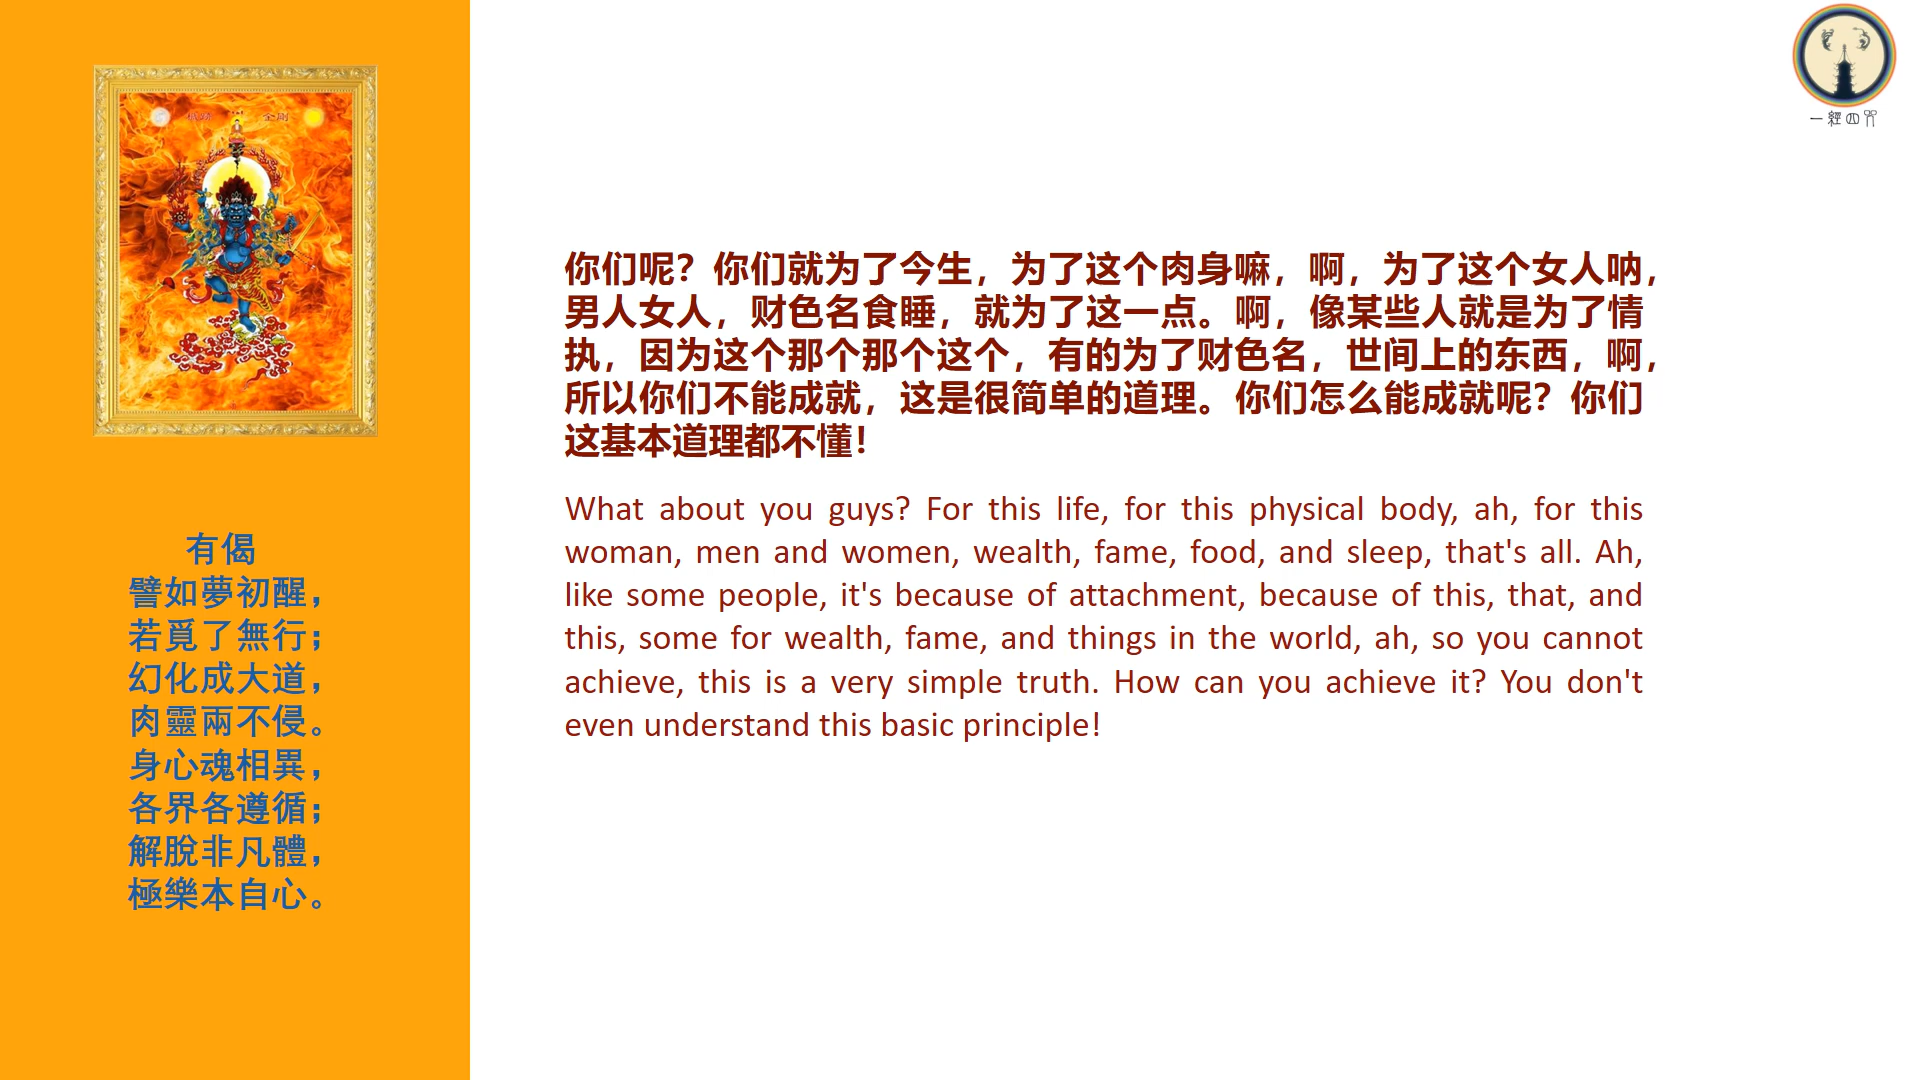 金剛
有偈
譬如夢初醒，
若覓了無行；
幻化成大道，
肉靈兩不侵。
身心魂相異，
各界各遵循；
解脫非凡體，
極樂本自心。
你们呢？你们就为了今生，为了这个肉身嘛，啊，为了这个女人呐，
男人女人，财色名食睡，就为了这一点。啊，像某些人就是为了情
执，因为这个那个那个这个，有的为了财色名，世间上的东西，啊，
所以你们不能成就，这是很简单的道理。你们怎么能成就呢？你们
这基本道理都不懂！
What about you guys? For this life, for this physical body, ah, for this
woman, men and women, wealth, fame, food, and sleep, that's all. Ah,
like some people, it's because of attachment, because of this, that, and
this, some for wealth, fame, and things in the world, ah, so you cannot
achieve, this is a very simple truth. How can you achieve it? You don't
even understand this basic principle!
一經四咒